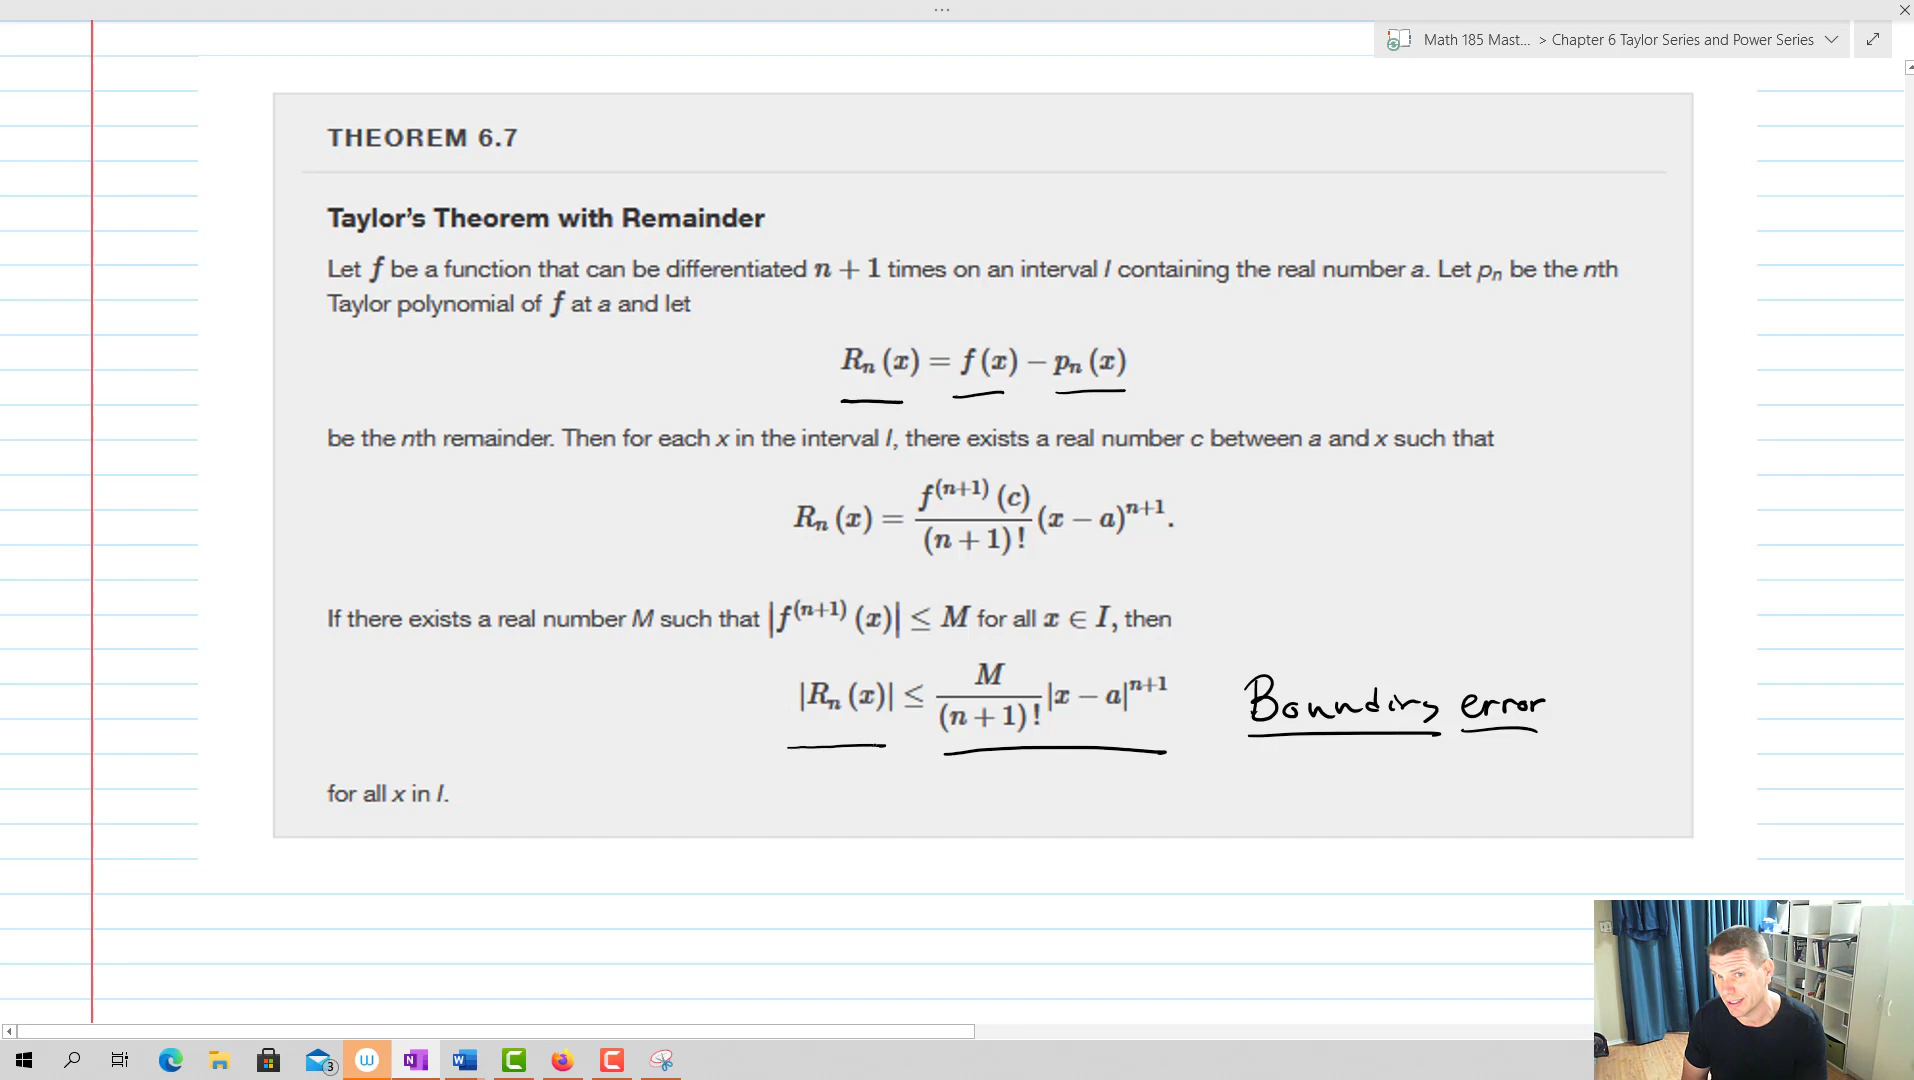 ...
Math 185 Mast... > Chapter 6 Taylor Series and Power Series
THEOREM 6.7
Taylor’s Theorem with Remainder
Let f be a function that can be differentiated n + 1 times on an interval I containing the real number a. Let pₙ be the nth
Taylor polynomial of f at a and let
Rₙ (x) = f (x) − pₙ (x)
be the nth remainder. Then for each x in the interval I, there exists a real number c between a and x such that
Rₙ (x) = f⁽ⁿ⁺¹⁾ (c) / (n + 1)! (x − a)ⁿ⁺¹.
If there exists a real number M such that |f⁽ⁿ⁺¹⁾ (x)| ≤ M for all x ∈ I, then
|Rₙ (x)| ≤ M / (n + 1)! |x − a|ⁿ⁺¹
Bounding error
for all x in I.
3
W
N
W
C
C